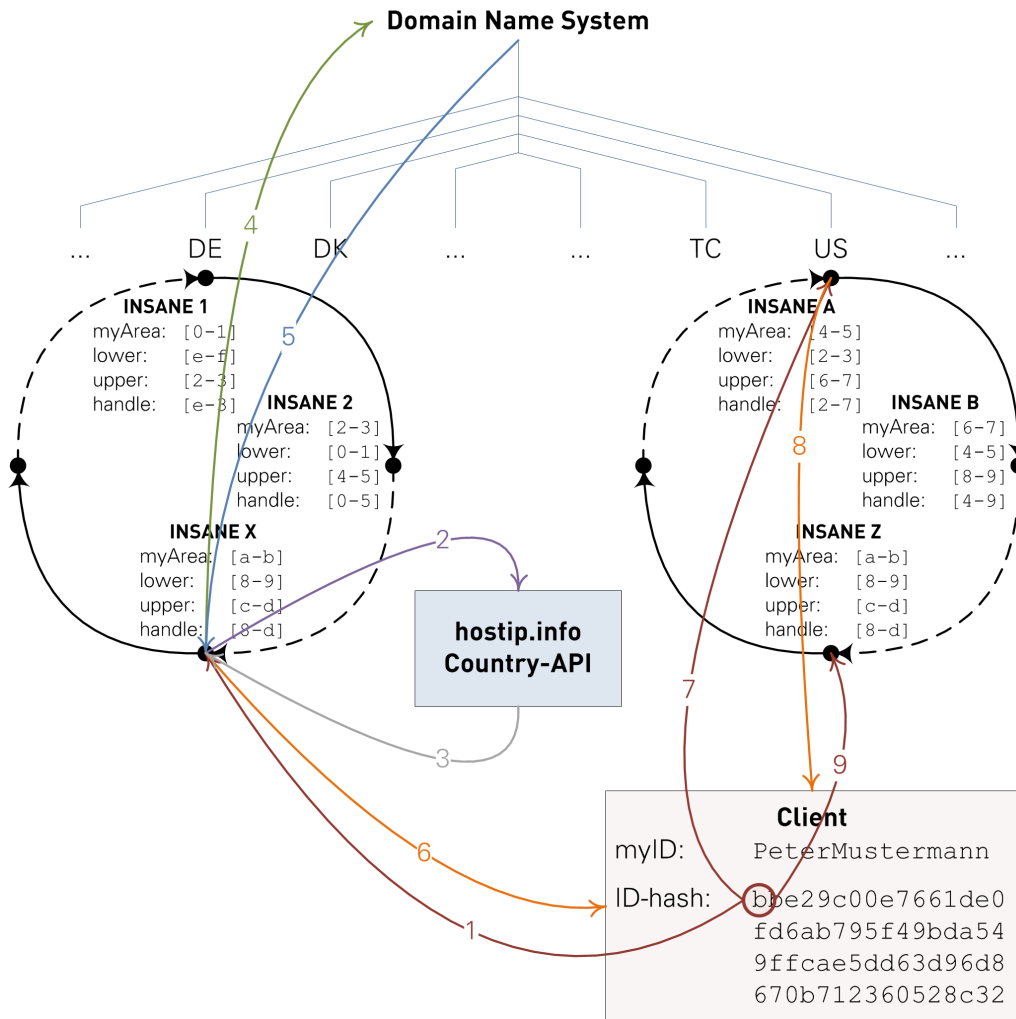 Domain Name System
... DE DK ... ... TC US ...
4
5
INSANE 1
myArea: [0-1]
lower: [e-f]
upper: [2-3]
handle: [e-3]
INSANE 2
myArea: [2-3]
lower: [0-1]
upper: [4-5]
handle: [0-5]
INSANE X
myArea: [a-b]
lower: [8-9]
upper: [c-d]
handle: [8-d]
INSANE A
myArea: [4-5]
lower: [2-3]
upper: [6-7]
handle: [2-7]
INSANE B
myArea: [6-7]
lower: [4-5]
upper: [8-9]
handle: [4-9]
INSANE Z
myArea: [a-b]
lower: [8-9]
upper: [c-d]
handle: [8-d]
8
2
hostip.info
Country-API
7
3
9
6
1
Client
myID: PeterMustermann
ID-hash: bbe29c00e7661de0
fd6ab795f49bda54
9ffcae5dd63d96d8
670b712360528c32